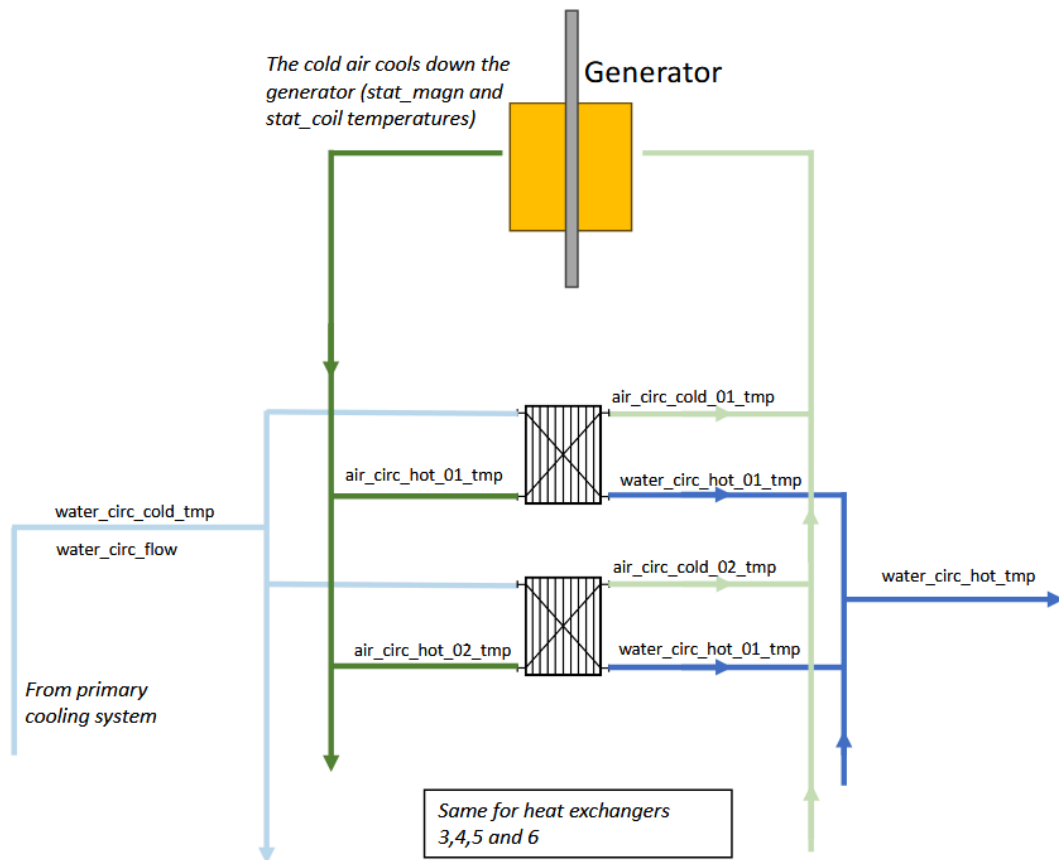 The cold air cools down the
generator (stat_magn and
stat_coil temperatures)
Generator
air_circ_cold_01_tmp
air_circ_hot_01_tmp
water_circ_hot_01_tmp
water_circ_cold_tmp
water_circ_flow
air_circ_cold_02_tmp
water_circ_hot_tmp
air_circ_hot_02_tmp
water_circ_hot_01_tmp
From primary
cooling system
Same for heat exchangers
3,4,5 and 6